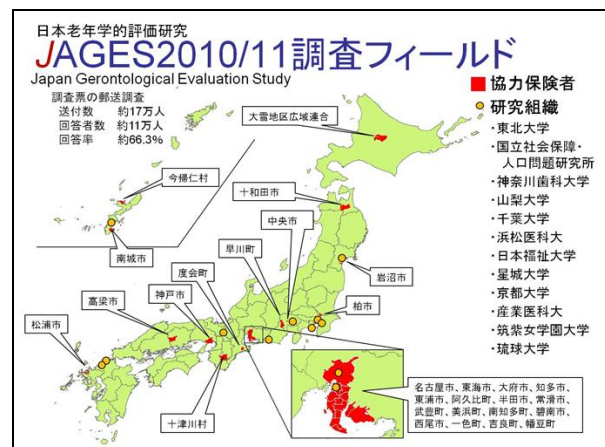 日本老年学的評価研究
JAGES2010/11調査フィールド
Japan Gerontological Evaluation Study
調査票の郵送調査
送付数 約17万人
回答者数 約11万人
回答率 約66.3%
協力保険者
研究組織
・東北大学
・国立社会保障・
人口問題研究所
・神奈川歯科大学
・山梨大学
・千葉大学
・浜松医科大
・日本福祉大学
・星城大学
・京都大学
・産業医科大
・筑紫女学園大学
・琉球大学
大雪地区広域連合
今帰仁村
十和田市
中央市
南城市
早川町
岩沼市
度会町
柏市
高梁市
神戸市
松浦市
十津川村
名古屋市、東海市、大府市、知多市、
東浦市、阿久比町、半田市、常滑市、
武豊町、美浜町、南知多町、碧南市、
西尾市、一色町、吉良町、幡豆町